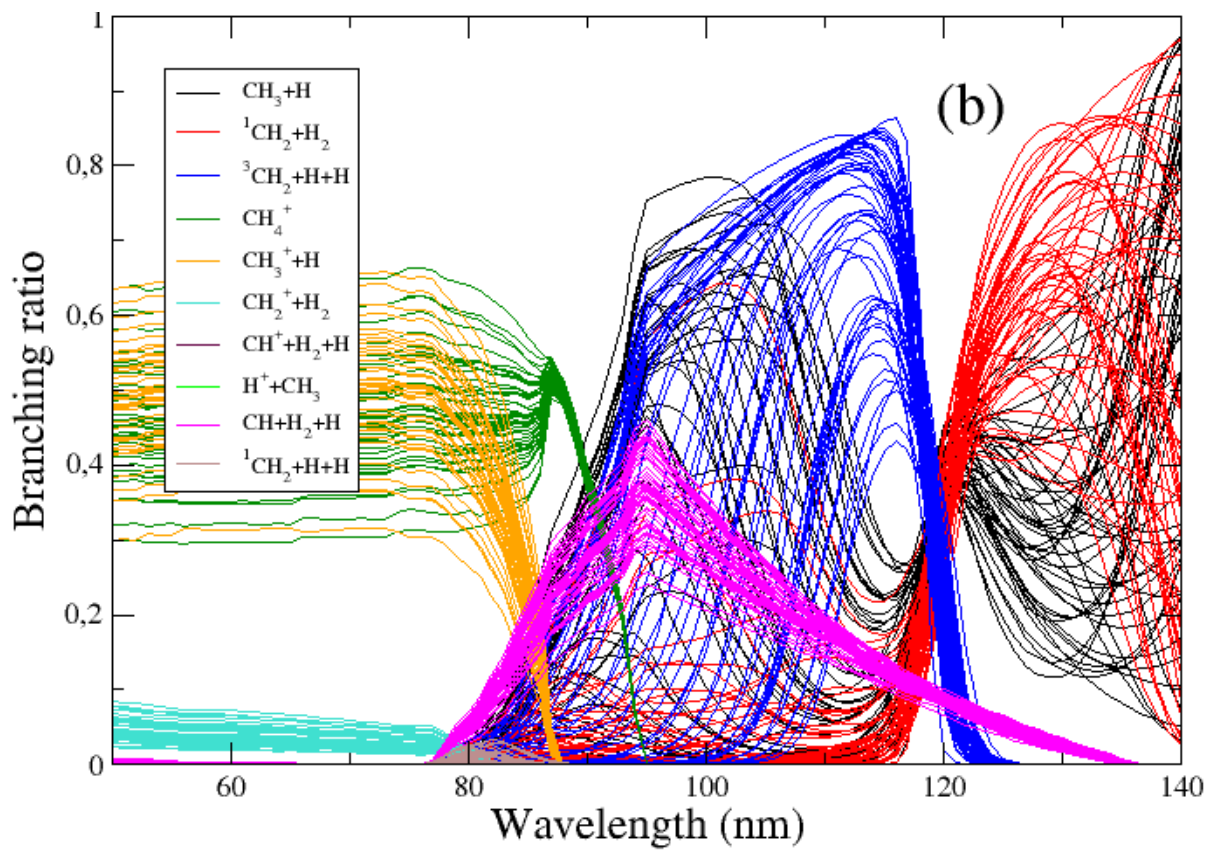 1
0,8
0,6
0,4
0,2
0
Branching ratio
CH₃+H
¹CH₂+H₂
³CH₂+H+H
CH₄⁺
CH₃⁺+H
CH₂⁺+H₂
CH⁺+H₂+H
H⁺+CH₃
CH+H₂+H
¹CH₂+H+H
(b)
60 80 100 120 140
Wavelength (nm)